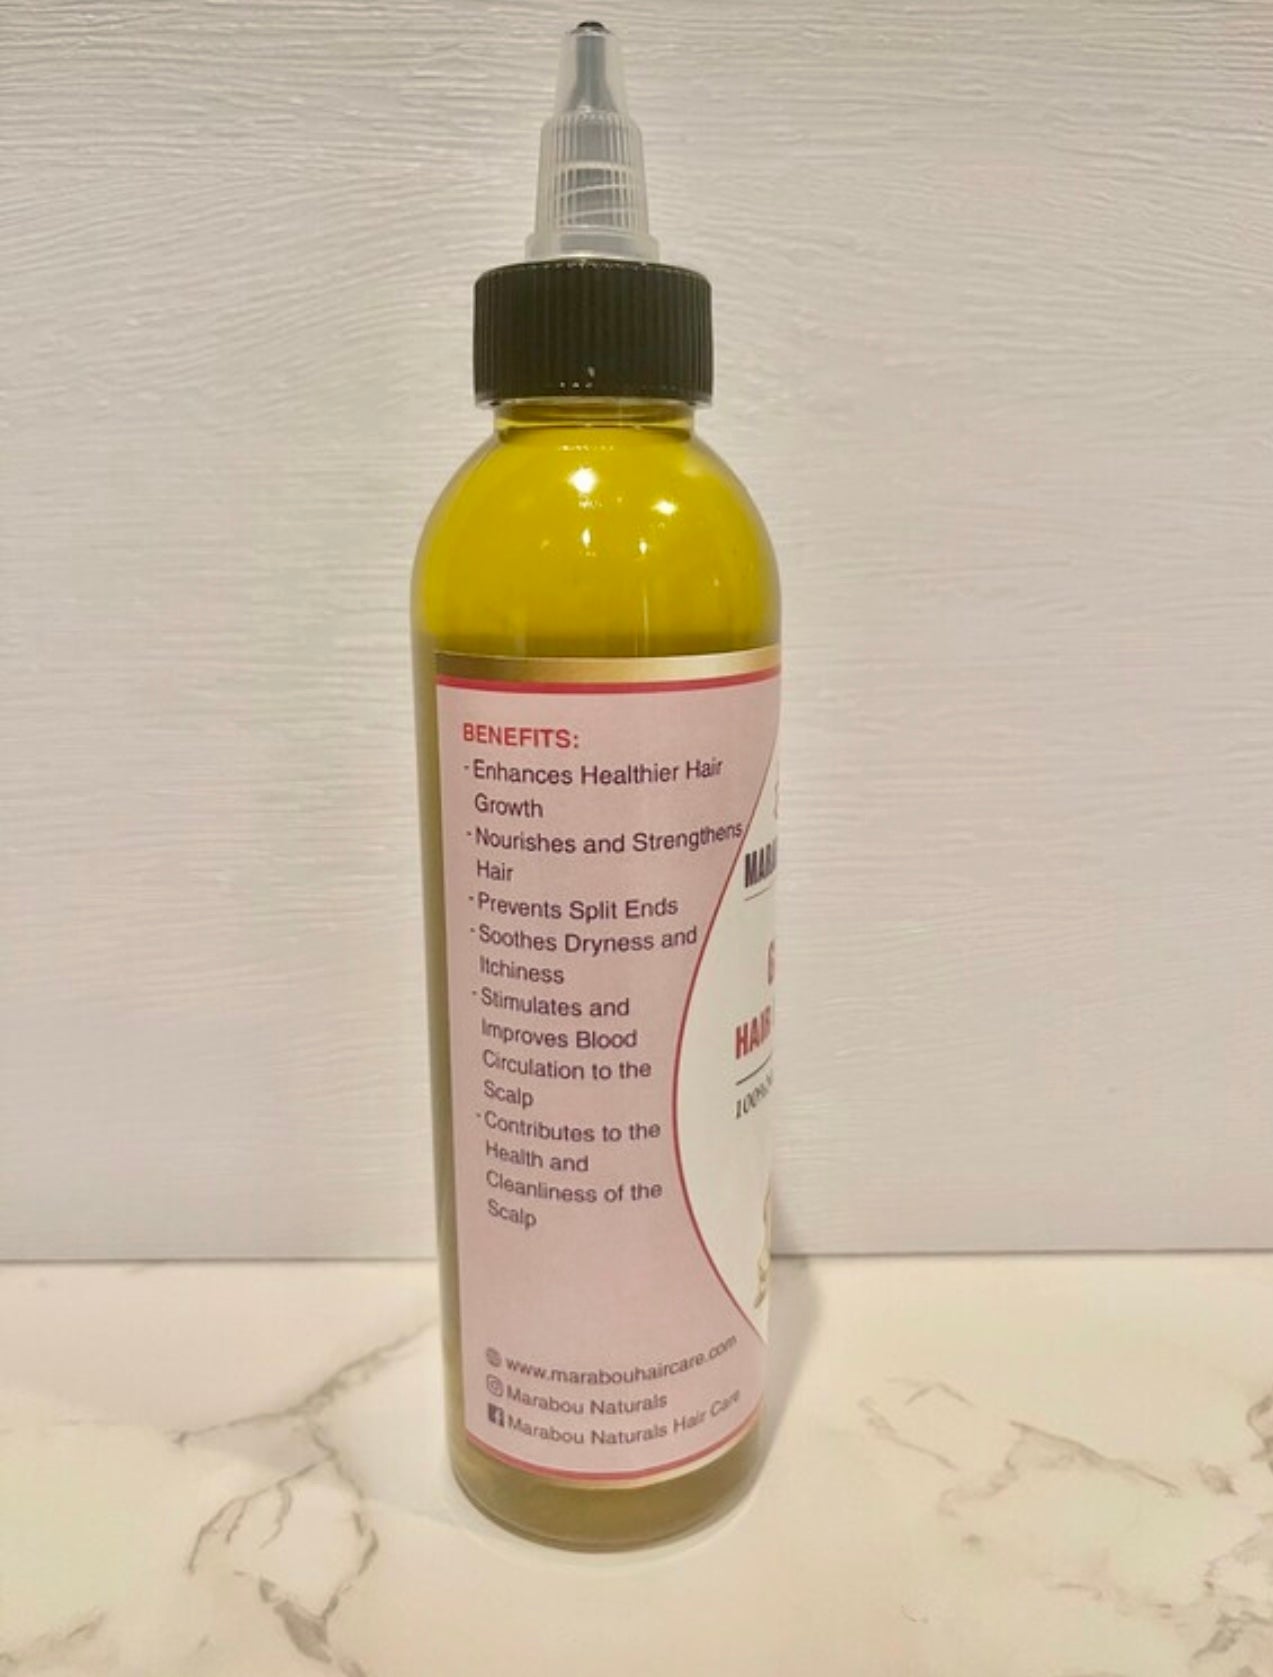 BENEFITS:
- Enhances Healthier Hair
Growth
- Nourishes and Strengthens
Hair
- Prevents Split Ends
- Soothes Dryness and
Itchiness
- Stimulates and
Improves Blood
Circulation to the
Scalp
- Contributes to the
Health and
Cleanliness of the
Scalp
www.marabouhaircare.com
Marabou Naturals
Marabou Naturals Hair Care
HAIR
100%